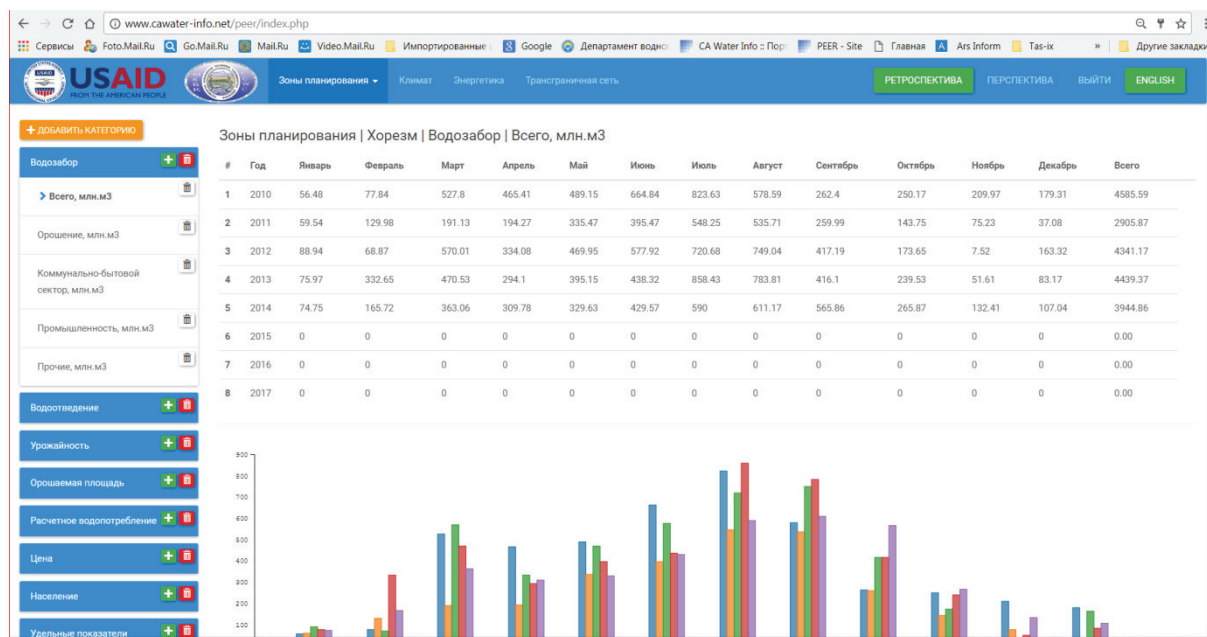 www.cawater-info.net/peer/index.php
Сервисы Foto.Mail.Ru Go.Mail.Ru Mail.Ru Video.Mail.Ru Импортированные Google Департамент водно CA Water Info :: Порт PEER - Site Главная Ars Inform Tas-ix » Другие закладки
USAID
USAID FROM THE AMERICAN PEOPLE Зоны планирования Климат Энергетика Трансграничная сеть РЕТРОСПЕКТИВА ПЕРСПЕКТИВА ВЫЙТИ ENGLISH
+ ДОБАВИТЬ КАТЕГОРИЮ
Водозабор
Всего, млн.м3
Орошение, млн.м3
Коммунально-бытовой
сектор, млн.м3
Промышленность, млн.м3
Прочие, млн.м3
Водоотведение
Урожайность
Орошаемая площадь
Расчетное водопотребление
Цена
Население
Удельные показатели
Зоны планирования | Хорезм | Водозабор | Всего, млн.м3
# Год Январь Февраль Март Апрель Май Июнь Июль Август Сентябрь Октябрь Ноябрь Декабрь Всего
1 2010 56.48 77.84 527.8 465.41 489.15 664.84 823.63 578.59 262.4 250.17 209.97 179.31 4585.59
2 2011 59.54 129.98 191.13 194.27 335.47 395.47 548.25 535.71 259.99 143.75 75.23 37.08 2905.87
3 2012 88.94 68.87 570.01 334.08 469.95 577.92 720.68 749.04 417.19 173.65 7.52 163.32 4341.17
4 2013 75.97 332.65 470.53 294.1 395.15 438.32 858.43 783.81 416.1 239.53 51.61 83.17 4439.37
5 2014 74.75 165.72 363.06 309.78 329.63 429.57 590 611.17 565.86 265.87 132.41 107.04 3944.86
6 2015 0 0 0 0 0 0 0 0 0 0 0 0 0.00
7 2016 0 0 0 0 0 0 0 0 0 0 0 0 0.00
8 2017 0 0 0 0 0 0 0 0 0 0 0 0 0.00
900
800
700
600
500
400
300
200
100